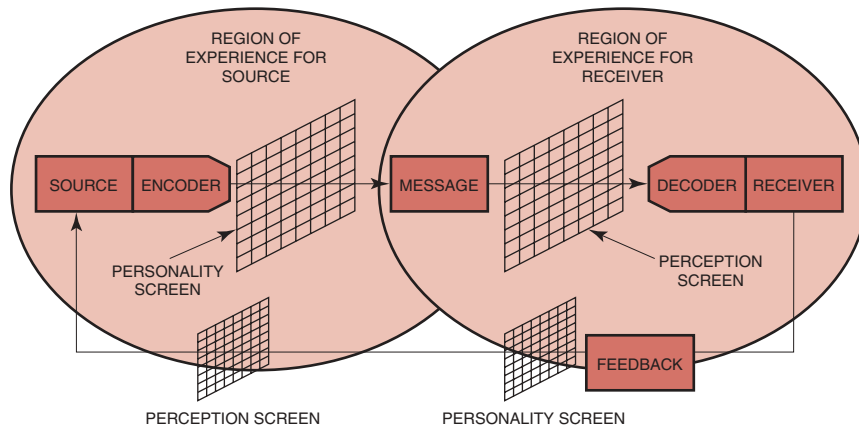 REGION OF
EXPERIENCE FOR
SOURCE
REGION OF
EXPERIENCE FOR
RECEIVER
SOURCE
ENCODER
MESSAGE
DECODER
RECEIVER
PERSONALITY
SCREEN
PERCEPTION
SCREEN
FEEDBACK
PERCEPTION SCREEN
PERSONALITY SCREEN